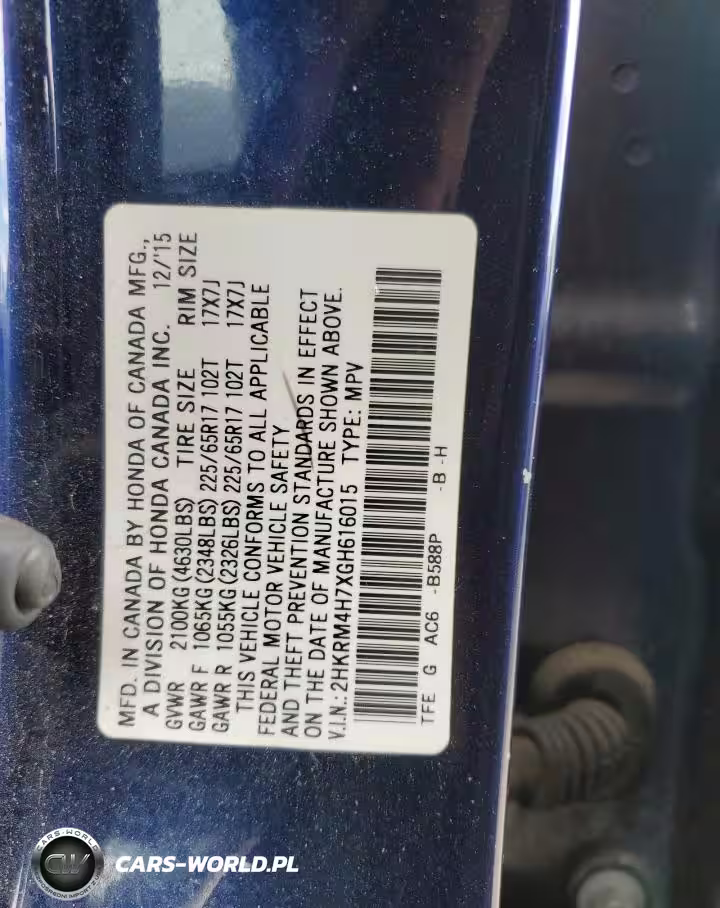 MFD. IN CANADA BY HONDA OF CANADA MFG.,
A DIVISION OF HONDA CANADA INC. 12/'15
GVWR 2100KG(4630LBS) TIRE SIZE RIM SIZE
GAWR F 1065KG(2348LBS) 225/65R17 102T 17X7J
GAWR R 1055KG(2326LBS) 225/65R17 102T 17X7J
THIS VEHICLE CONFORMS TO ALL APPLICABLE
FEDERAL MOTOR VEHICLE SAFETY
AND THEFT PREVENTION STANDARDS IN EFFECT
ON THE DATE OF MANUFACTURE SHOWN ABOVE.
V.I.N.: 2HKRM4H7XGH616015 TYPE: MPV
TFE G AC6 -B588P -B -H
CARS-WORLD
CW
CARS-WORLD.PL